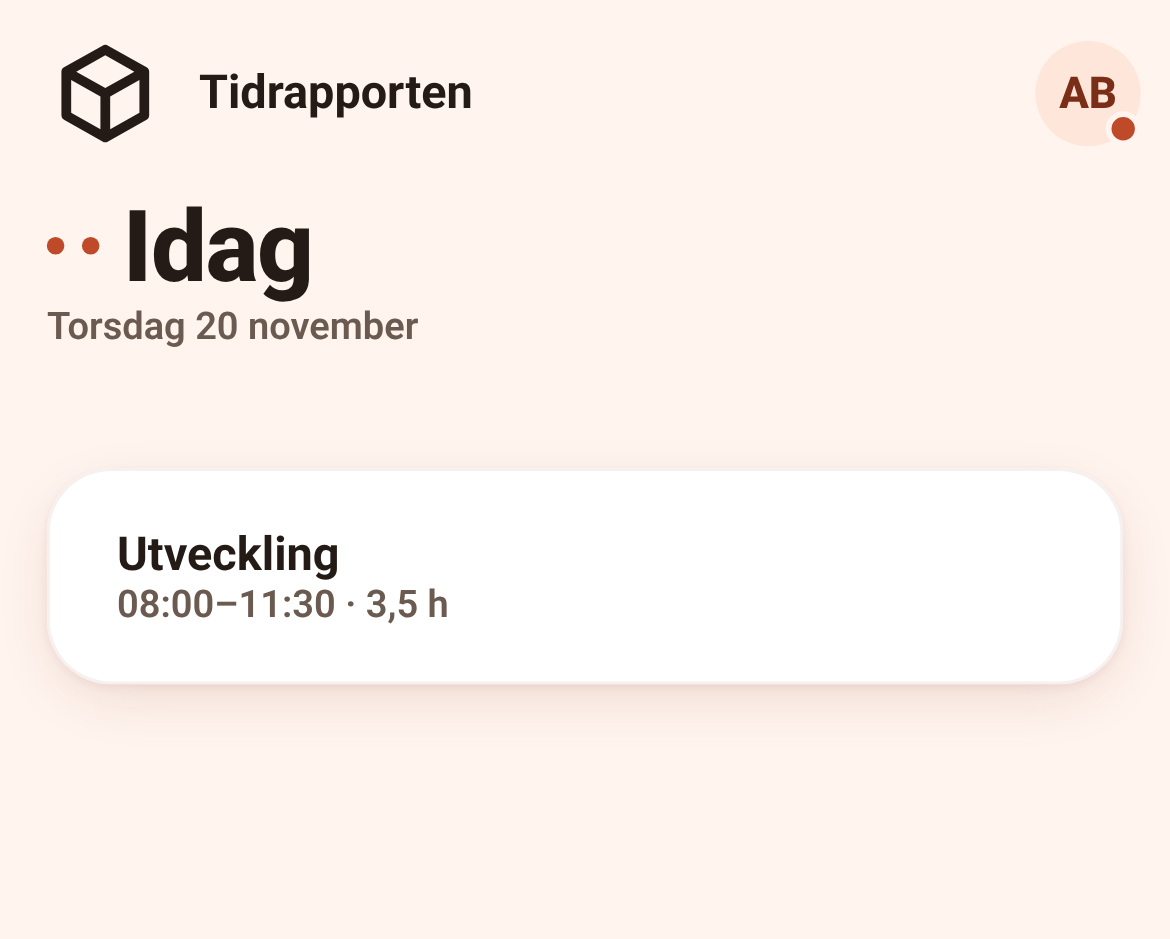 Tidrapporten
AB
Idag
Torsdag 20 november
Utveckling
08:00–11:30 · 3,5 h